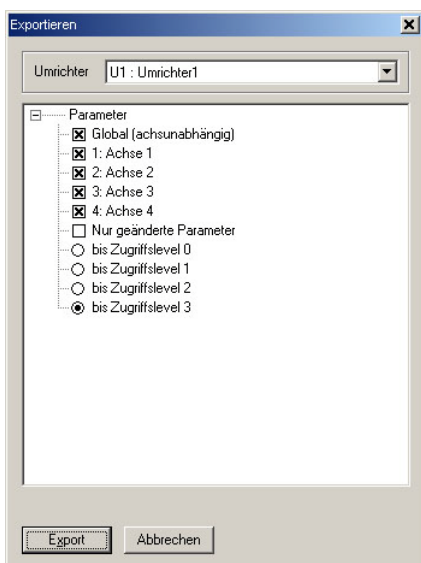 Exportieren
Umrichter U1 : Umrichter1
Parameter
Global (achsunabhängig)
1: Achse 1
2: Achse 2
3: Achse 3
4: Achse 4
Nur geänderte Parameter
bis Zugriffslevel 0
bis Zugriffslevel 1
bis Zugriffslevel 2
bis Zugriffslevel 3
Export Abbrechen